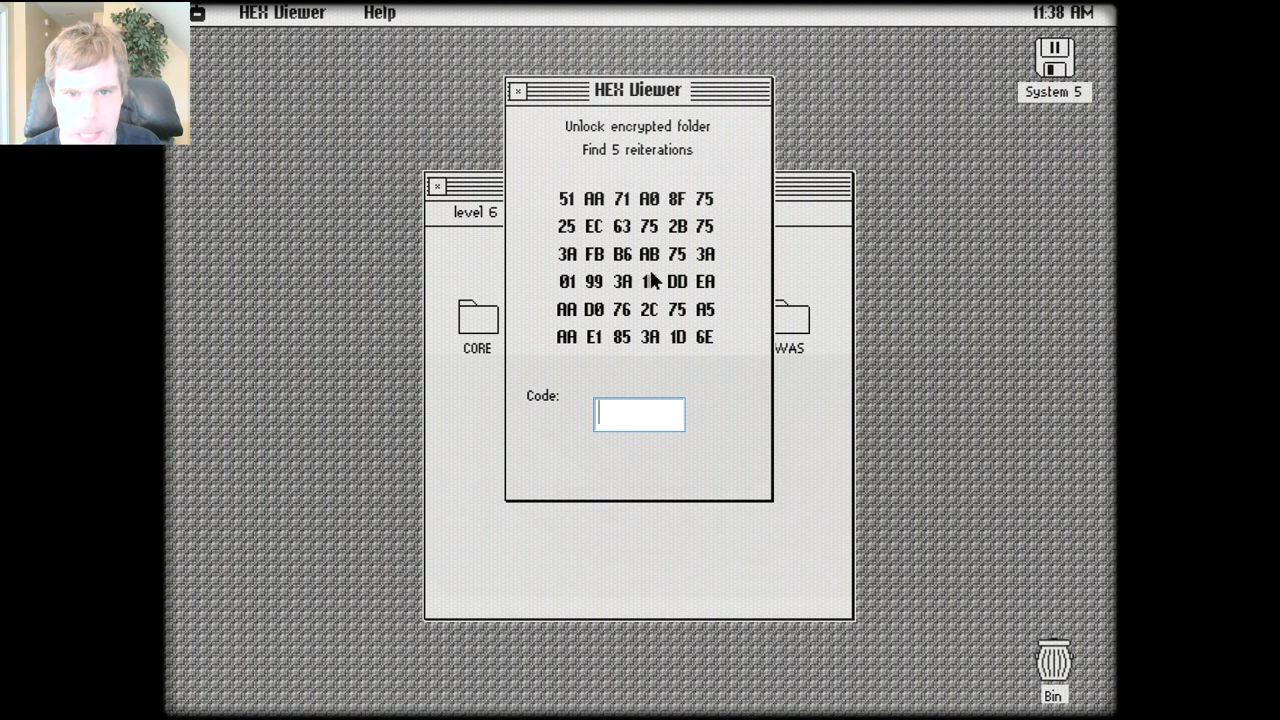 HEX Viewer Help 11:38 AM
System 5
HEX Viewer
Unlock encrypted folder
Find 5 reiterations
51 AA 71 A0 8F 75
25 EC 63 75 2B 75
3A FB B6 AB 75 3A
01 99 3A DD EA
AA D0 76 2C 75 A5
AA E1 85 3A 1D 6E
Code:
level 6
CORE
WAS
Bin